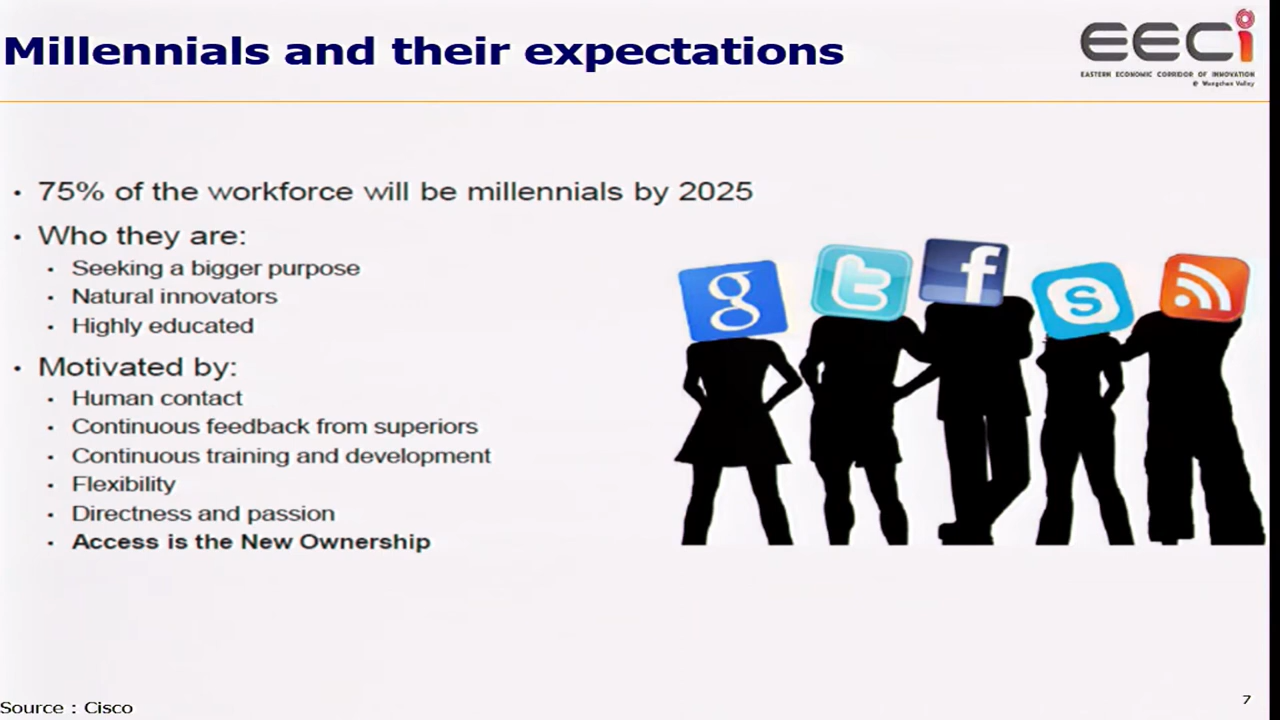 Millennials and their expectations
EECi
EASTERN ECONOMIC CORRIDOR OF INNOVATION
@ Wangchan Valley
• 75% of the workforce will be millennials by 2025
• Who they are:
• Seeking a bigger purpose
• Natural innovators
• Highly educated
• Motivated by:
• Human contact
• Continuous feedback from superiors
• Continuous training and development
• Flexibility
• Directness and passion
• Access is the New Ownership
g t f S
Source : Cisco
7